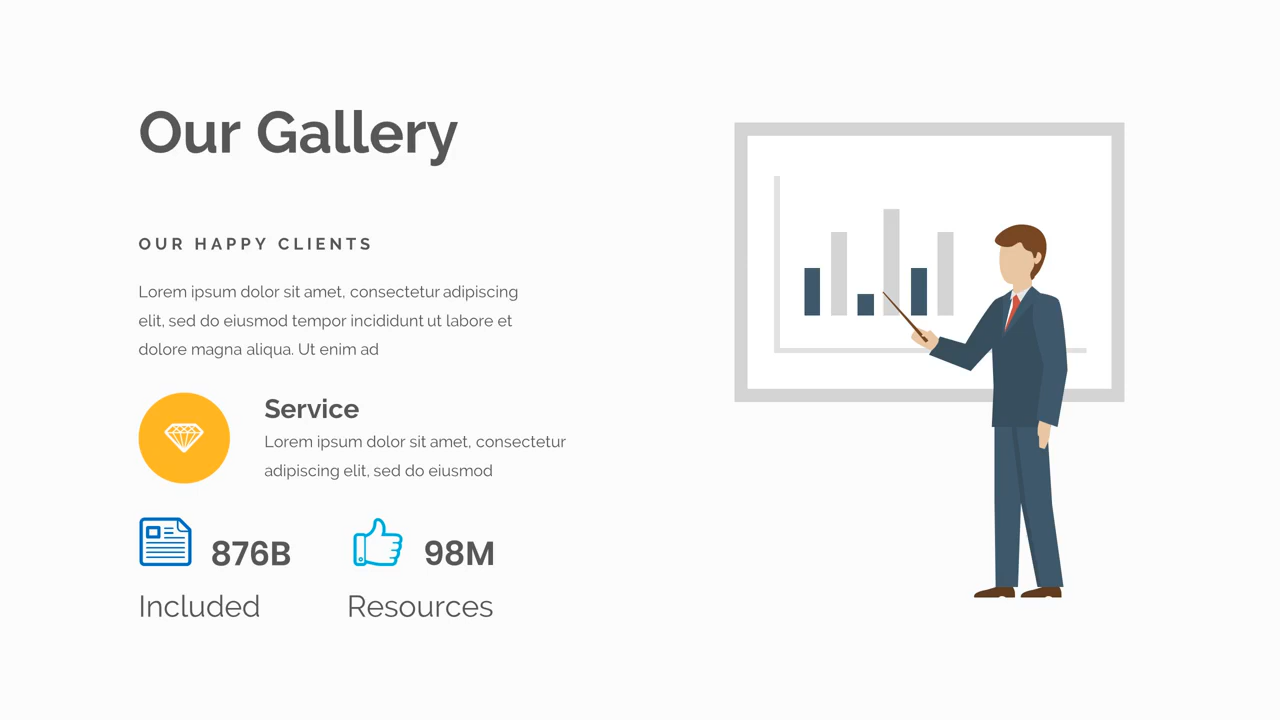 Our Gallery
OUR HAPPY CLIENTS
Lorem ipsum dolor sit amet, consectetur adipiscing
elit, sed do eiusmod tempor incididunt ut labore et
dolore magna aliqua. Ut enim ad
Service
Lorem ipsum dolor sit amet, consectetur
adipiscing elit, sed do eiusmod
876B
Included
98M
Resources